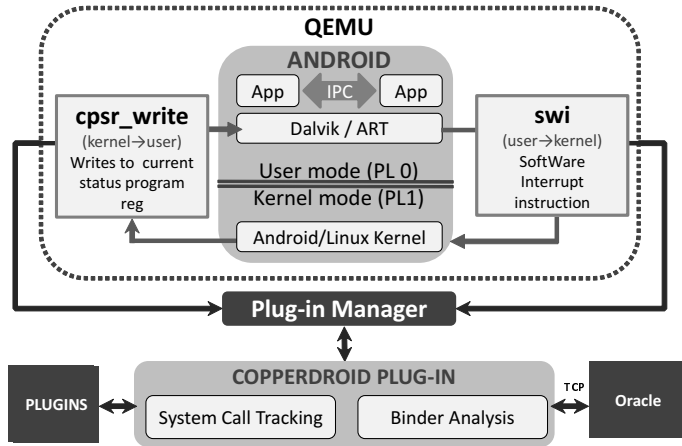 QEMU
ANDROID
App
IPC
App
cpsr_write
(kernel→user)
Writes to current
status program
reg
Dalvik / ART
swi
(user→kernel)
SoftWare
Interrupt
instruction
User mode (PL 0)
Kernel mode (PL1)
Android/Linux Kernel
Plug-in Manager
COPPERDROID PLUG-IN
PLUGINS
System Call Tracking
Binder Analysis
TCP
Oracle